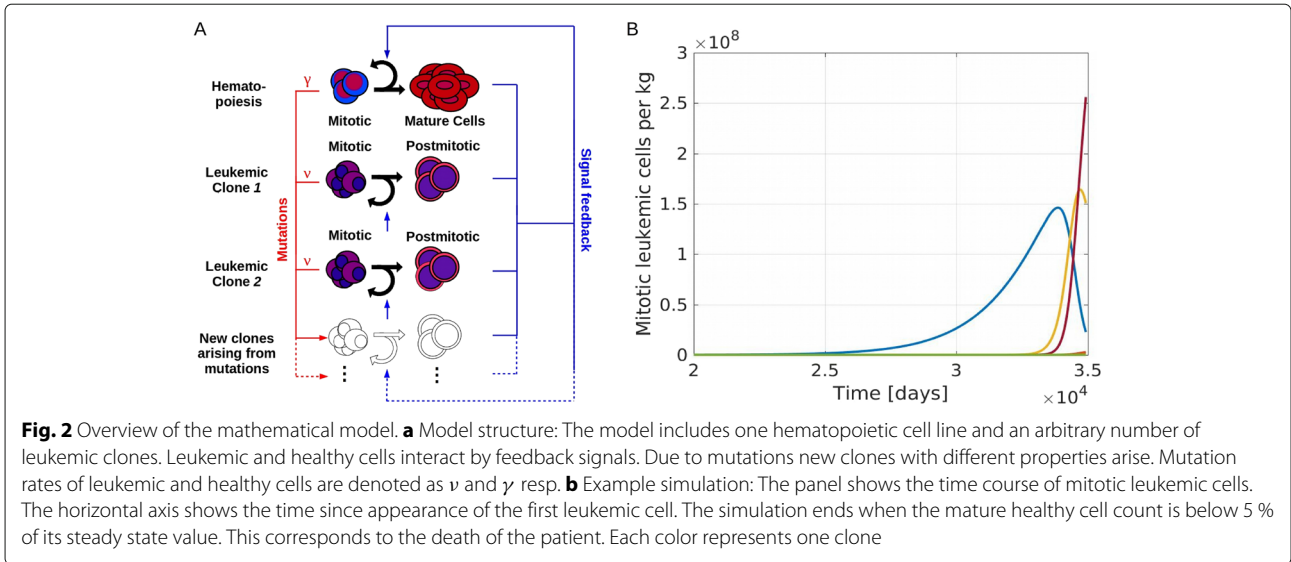 A
Hemato-
poiesis
γ
Mitotic
Mature Cells
Mitotic
Postmitotic
Leukemic
Clone 1
ν
Mitotic
Postmitotic
Leukemic
Clone 2
ν
New clones
arising from
mutations
Mutations
Signal feedback
B
×10⁸
3
2.5
2
1.5
1
0.5
0
Mitotic leukemic cells per kg
2
2.5
3
3.5
×10⁴
Time [days]
Fig. 2 Overview of the mathematical model. a Model structure: The model includes one hematopoietic cell line and an arbitrary number of
leukemic clones. Leukemic and healthy cells interact by feedback signals. Due to mutations new clones with different properties arise. Mutation
rates of leukemic and healthy cells are denoted as ν and γ resp. b Example simulation: The panel shows the time course of mitotic leukemic cells.
The horizontal axis shows the time since appearance of the first leukemic cell. The simulation ends when the mature healthy cell count is below 5 %
of its steady state value. This corresponds to the death of the patient. Each color represents one clone